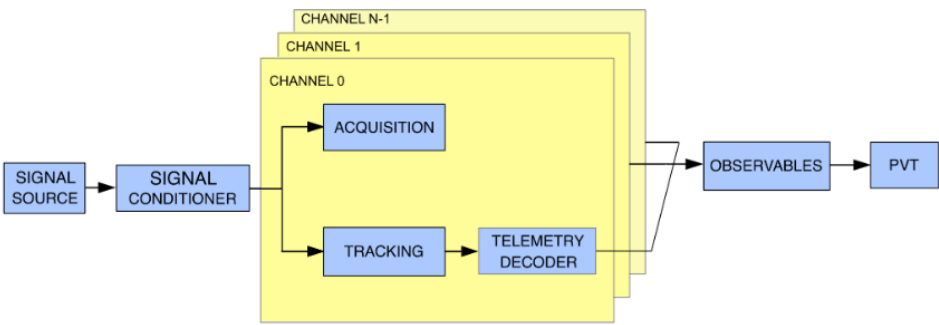 CHANNEL N-1
CHANNEL 1
CHANNEL 0
ACQUISITION
SIGNAL
SOURCE
SIGNAL
CONDITIONER
TRACKING
TELEMETRY
DECODER
OBSERVABLES
PVT